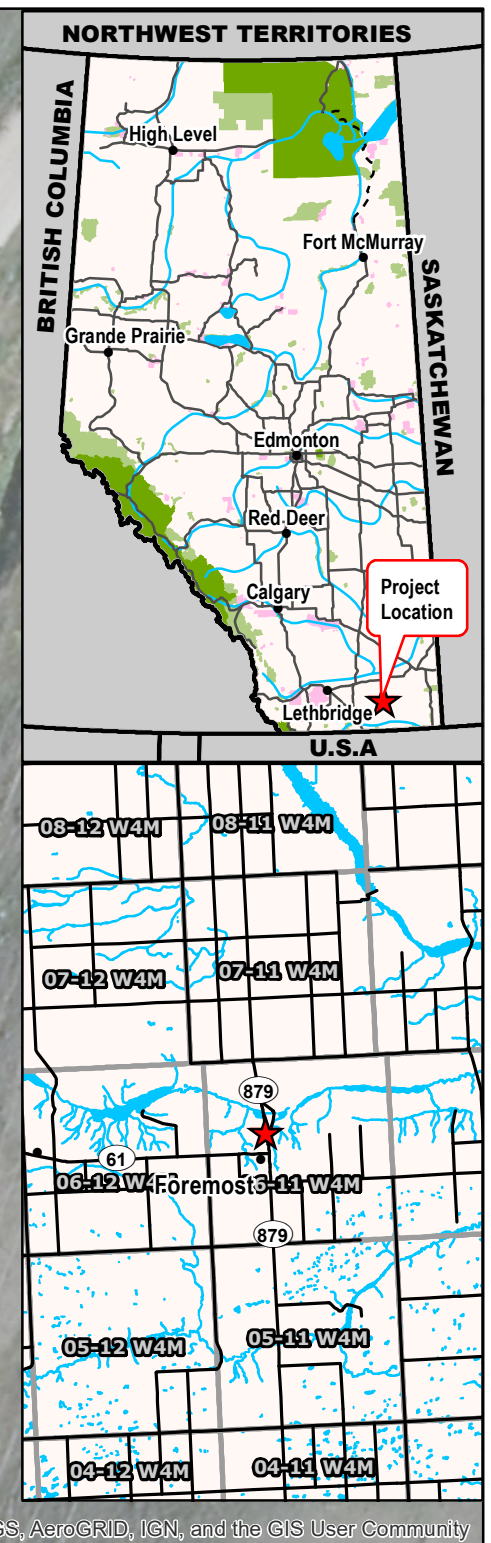 NORTHWEST TERRITORIES
BRITISH COLUMBIA
High Level
Fort McMurray
SASKATCHEWAN
Grande Prairie
Edmonton
Red Deer
Calgary
Project
Location
Lethbridge
U.S.A
08-12 W4M
08-11 W4M
07-12 W4M
07-11 W4M
879
61
06-12 W4
Foremost
6-11 W4M
879
05-12 W4M
05-11 W4M
04-12 W4M
04-11 W4M
GS, AeroGRID, IGN, and the GIS User Community